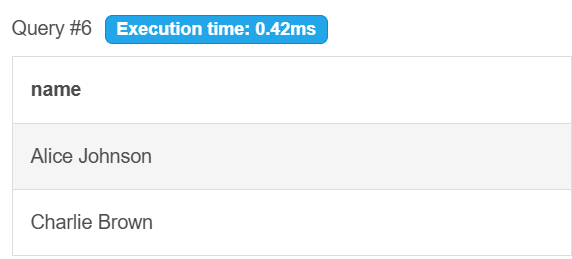 Query #6 Execution time: 0.42ms
name
Alice Johnson
Charlie Brown